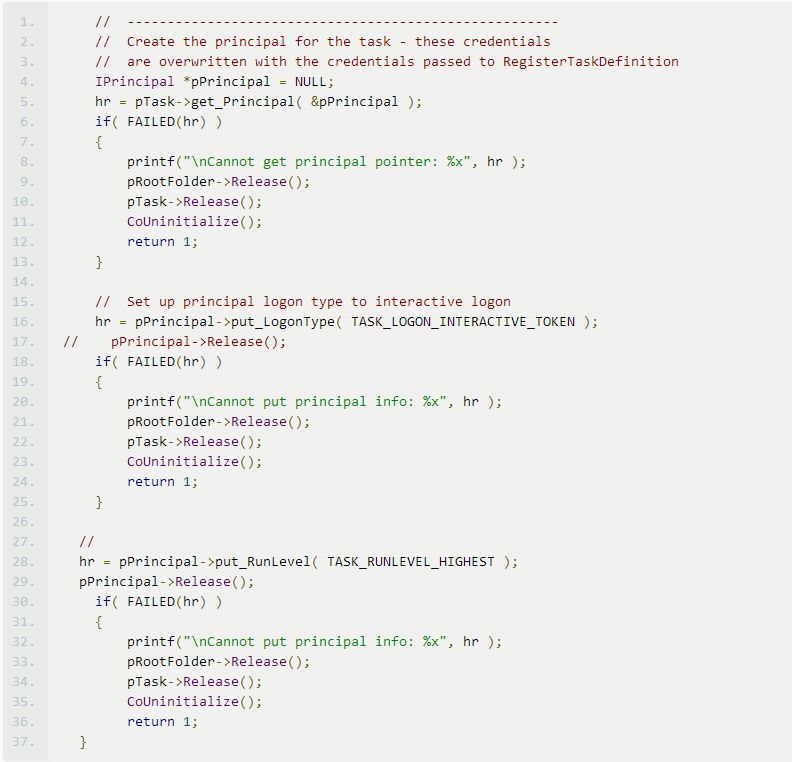 1.       //  ------------------------------------------------------
2.       //  Create the principal for the task - these credentials
3.       //  are overwritten with the credentials passed to RegisterTaskDefinition
4.       IPrincipal *pPrincipal = NULL;
5.       hr = pTask->get_Principal( &pPrincipal );
6.       if( FAILED(hr) )
7.       {
8.           printf("\nCannot get principal pointer: %x", hr );
9.           pRootFolder->Release();
10.          pTask->Release();
11.          CoUninitialize();
12.          return 1;
13.      }
14.
15.      //  Set up principal logon type to interactive logon
16.      hr = pPrincipal->put_LogonType( TASK_LOGON_INTERACTIVE_TOKEN );
17.  //    pPrincipal->Release();
18.      if( FAILED(hr) )
19.      {
20.          printf("\nCannot put principal info: %x", hr );
21.          pRootFolder->Release();
22.          pTask->Release();
23.          CoUninitialize();
24.          return 1;
25.      }
26.
27.    //
28.    hr = pPrincipal->put_RunLevel( TASK_RUNLEVEL_HIGHEST );
29.    pPrincipal->Release();
30.      if( FAILED(hr) )
31.      {
32.          printf("\nCannot put principal info: %x", hr );
33.          pRootFolder->Release();
34.          pTask->Release();
35.          CoUninitialize();
36.          return 1;
37.    }